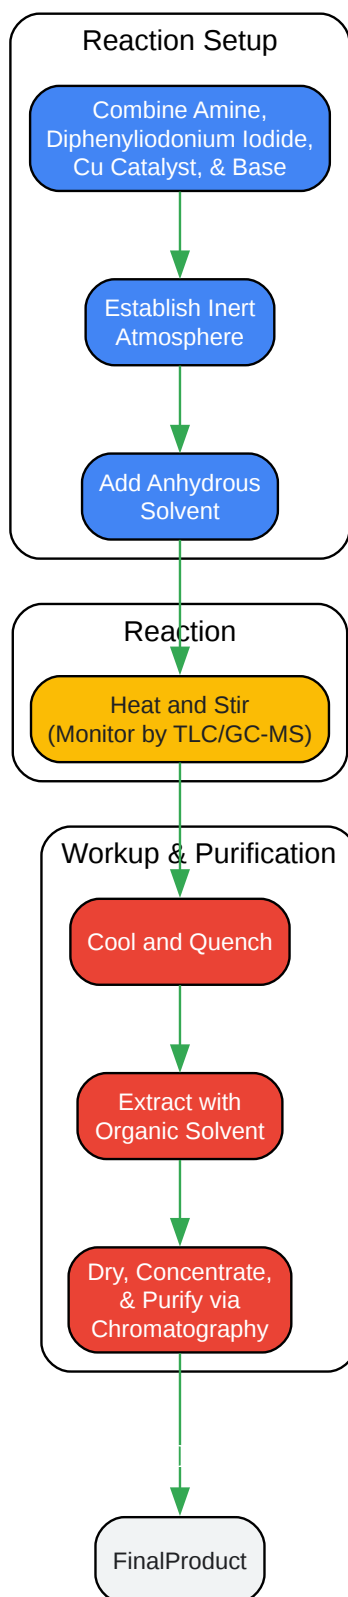 Reaction Setup
Combine Amine,
Diphenyliodonium Iodide,
Cu Catalyst, & Base
Establish Inert
Atmosphere
Add Anhydrous
Solvent
Reaction
Heat and Stir
(Monitor by TLC/GC-MS)
Workup & Purification
Cool and Quench
Extract with
Organic Solvent
Dry, Concentrate,
& Purify via
Chromatography
FinalProduct